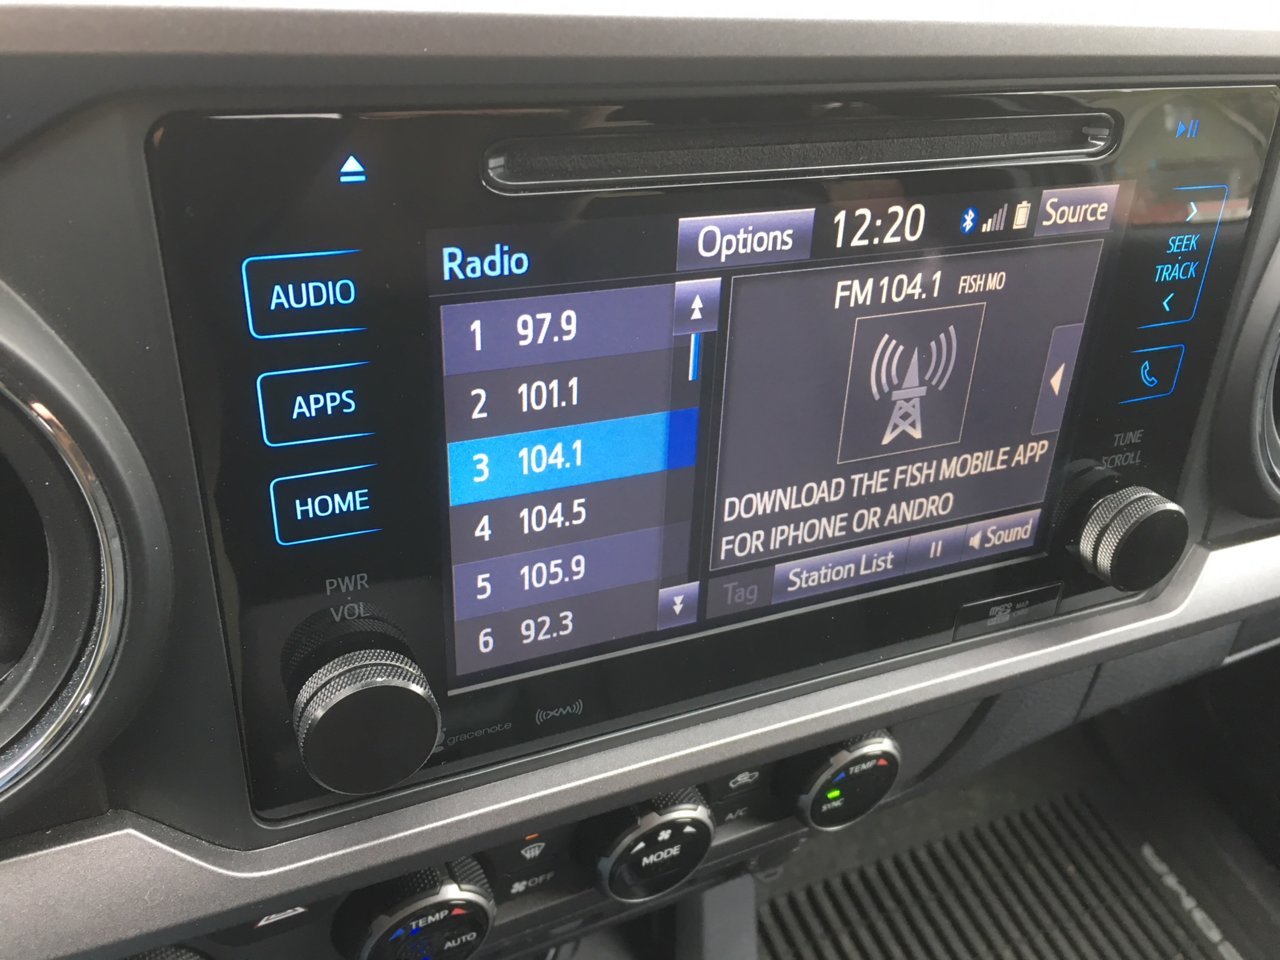 AUDIO
APPS
HOME
PWR
VOL
Radio
Options
12:20
Source
1 97.9
2 101.1
3 104.1
4 104.5
5 105.9
6 92.3
FM 104.1 FISH MO
DOWNLOAD THE FISH MOBILE APP
FOR IPHONE OR ANDRO
Tag
Station List
Sound
SEEK
TRACK
TUNE
SCROLL
gracenote
((XM))
micro
MAP
TEMP
AUTO
OFF
MODE
A/C
TEMP
SYNC